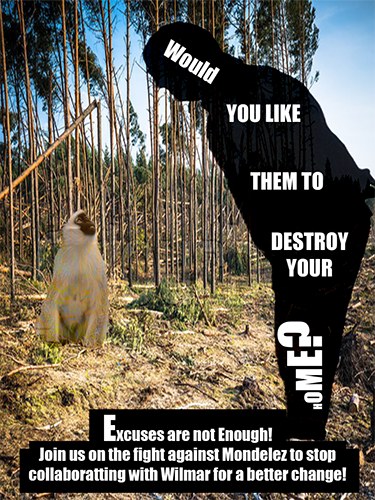 Would
YOU LIKE
THEM TO
DESTROY
YOUR
HOME?
Excuses are not Enough!
Join us on the fight against Mondelez to stop
collaboratting with Wilmar for a better change!